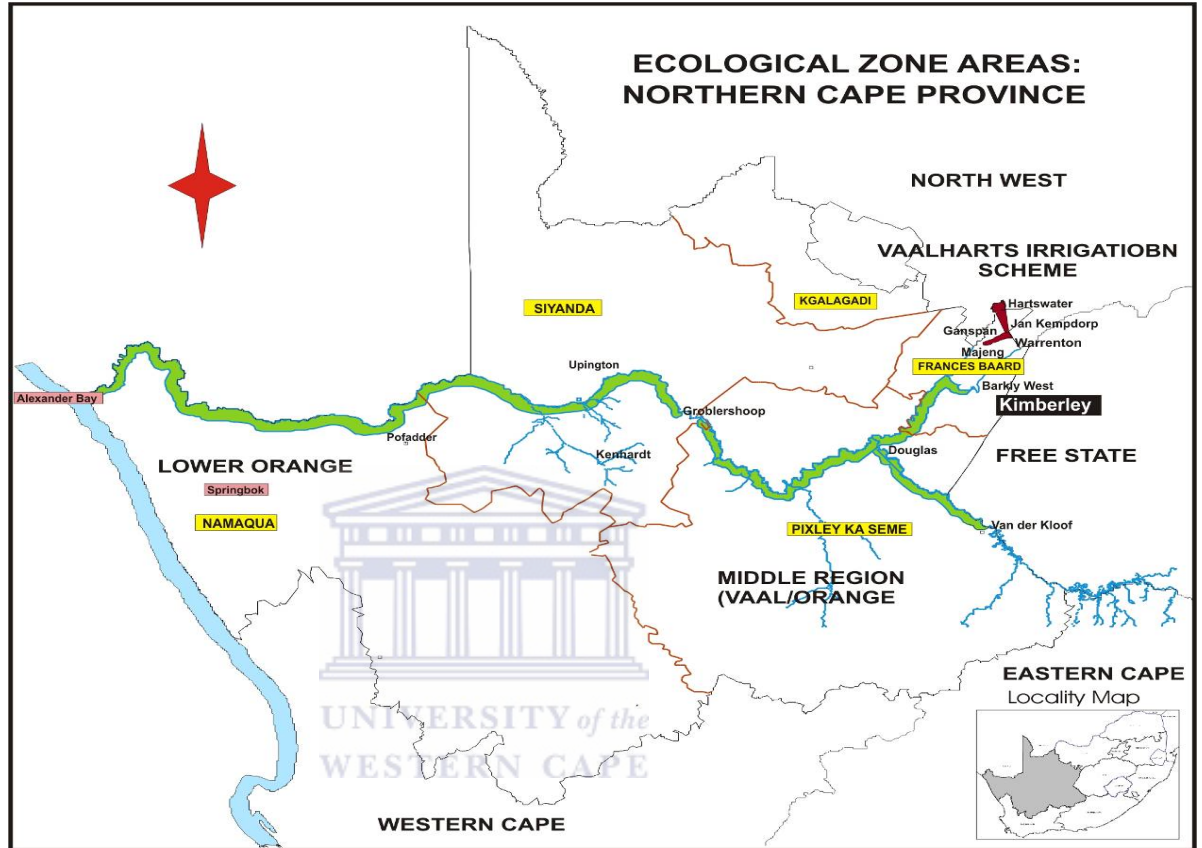 ECOLOGICAL ZONE AREAS:
NORTHERN CAPE PROVINCE
NORTH WEST
VAALHARTS IRRIGATIOBN
SCHEME
KGALAGADI
SIYANDA
Hartswater
Jan Kempdorp
Ganspan
Warrenton
Majeng
FRANCES BAARD
Upington
Barkly West
Alexander Bay
Kimberley
Groblershoop
Pofadder
Douglas
Kenhardt
FREE STATE
LOWER ORANGE
Springbok
NAMAQUA
Van der Kloof
PIXLEY KA SEME
MIDDLE REGION
(VAAL/ORANGE
EASTERN CAPE
Locality Map
UNIVERSITY of the
WESTERN CAPE
WESTERN CAPE